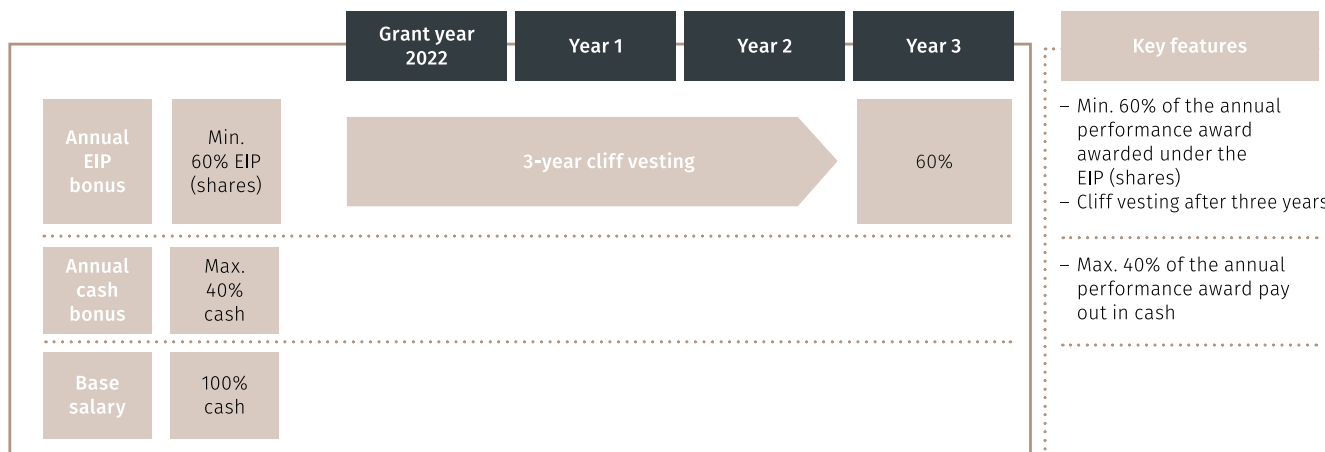 Grant year
2022
Year 1
Year 2
Year 3
Key features
Annual
EIP
bonus
Min.
60% EIP
(shares)
3-year cliff vesting
60%
– Min. 60% of the annual
performance award
awarded under the
EIP (shares)
– Cliff vesting after three years
Annual
cash
bonus
Max.
40%
cash
– Max. 40% of the annual
performance award pay
out in cash
Base
salary
100%
cash